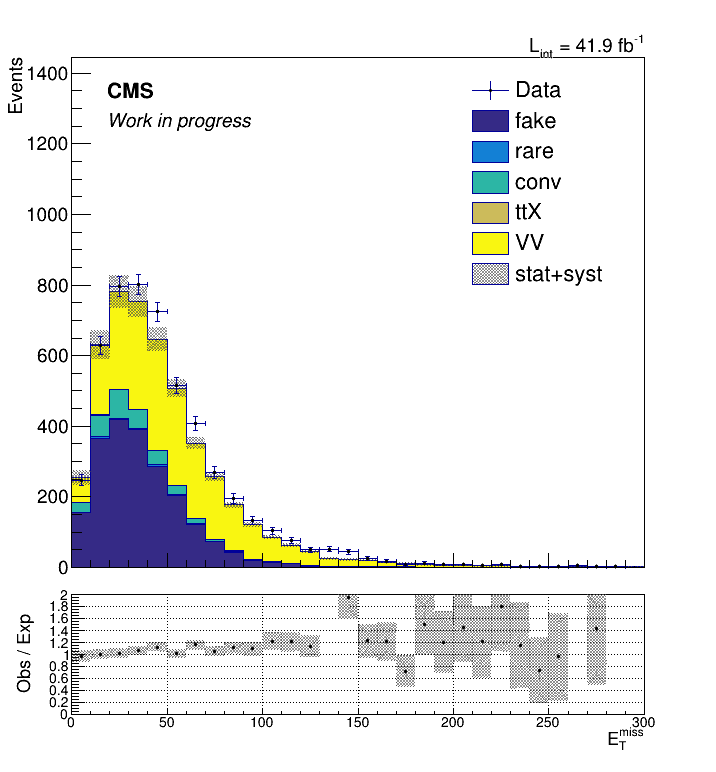 L_int = 41.9 fb^-1
Events
1400
1200
1000
800
600
400
200
0
CMS
Work in progress
Data
fake
rare
conv
ttX
VV
stat+syst
Obs / Exp
2
1.8
1.6
1.4
1.2
1
0.8
0.6
0.4
0.2
0
0 50 100 150 200 250 300
E_T^miss